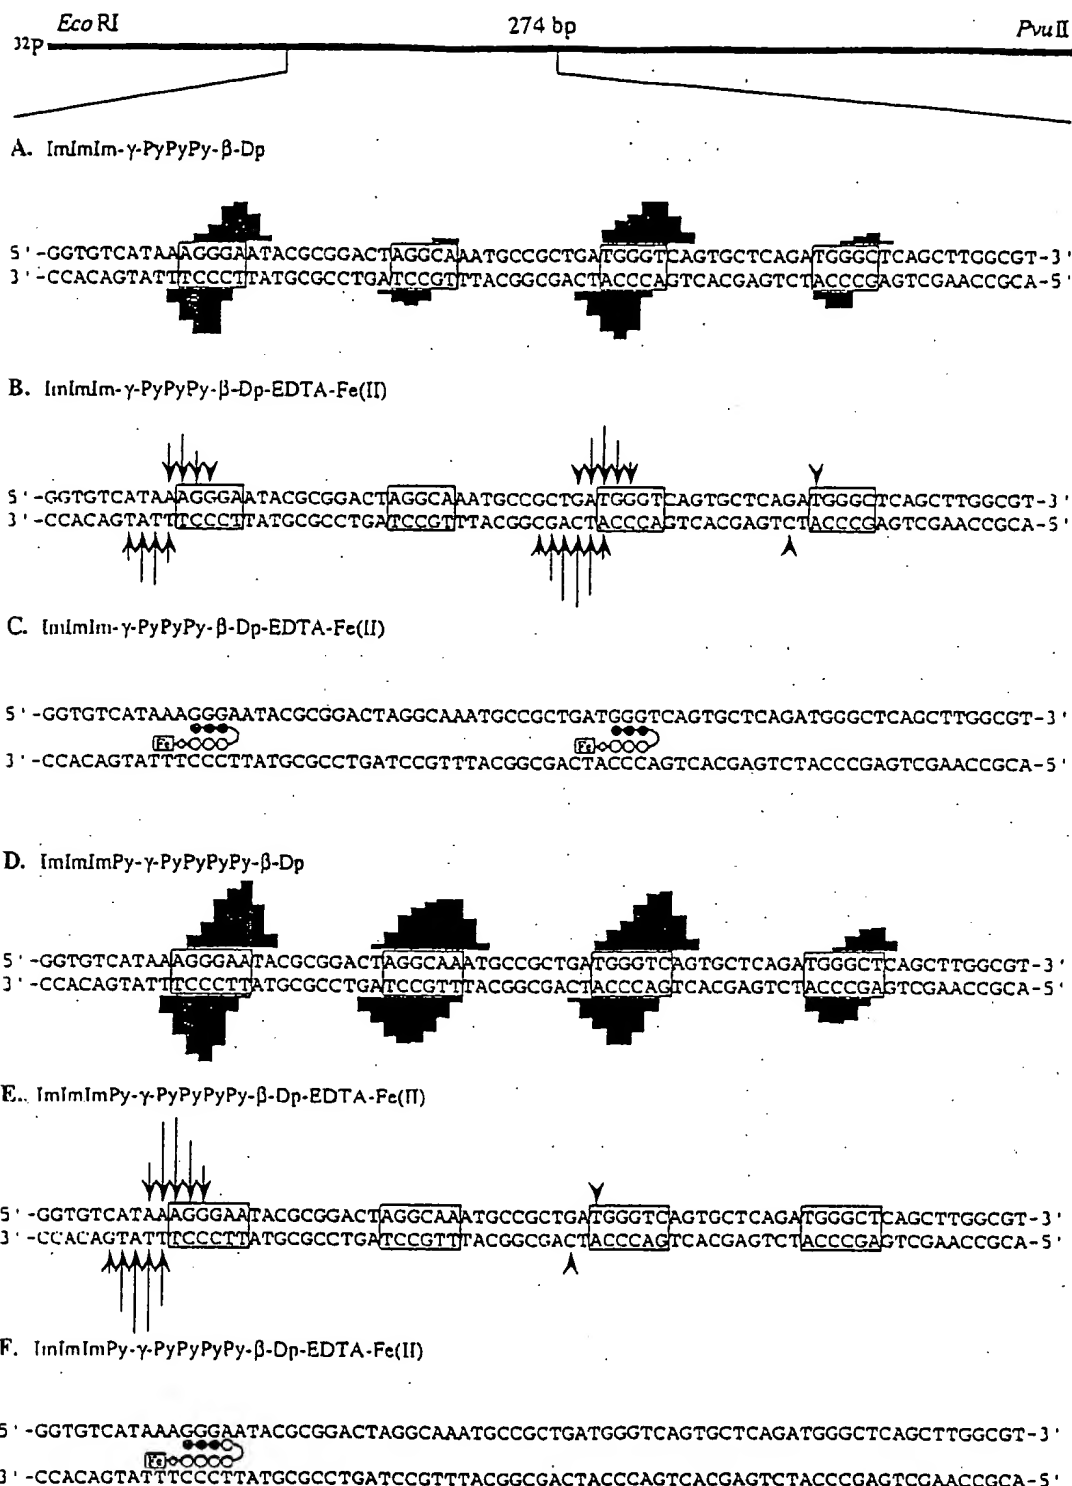 EcoRI 274 bp PvuII
32P
A. ImImIm-γ-PyPyPy-β-Dp
5'-GGTGTCATAAAGGGAATACGCGGACTAGGCAAATGCCGCTGATGGGTCAGTGCTCAGATGGGCTCAGCTTGGCGT-3'
3'-CCACAGTATTTCCCTTATGCGCCTGATCCGTTTACGGCGACTACCCAGTCACGAGTCTACCCGAGTCGAACCGCA-5'
B. ImImIm-γ-PyPyPy-β-Dp-EDTA-Fe(II)
5'-GGTGTCATAAAGGGAATACGCGGACTAGGCAAATGCCGCTGATGGGTCAGTGCTCAGATGGGCTCAGCTTGGCGT-3'
3'-CCACAGTATTTCCCTTATGCGCCTGATCCGTTTACGGCGACTACCCAGTCACGAGTCTACCCGAGTCGAACCGCA-5'
C. ImImIm-γ-PyPyPy-β-Dp-EDTA-Fe(II)
5'-GGTGTCATAAAGGGAATACGCGGACTAGGCAAATGCCGCTGATGGGTCAGTGCTCAGATGGGCTCAGCTTGGCGT-3'
Fe Fe
3'-CCACAGTATTTCCCTTATGCGCCTGATCCGTTTACGGCGACTACCCAGTCACGAGTCTACCCGAGTCGAACCGCA-5'
D. ImImImPy-γ-PyPyPyPy-β-Dp
5'-GGTGTCATAAAGGGAATACGCGGACTAGGCAAATGCCGCTGATGGGTCAGTGCTCAGATGGGCTCAGCTTGGCGT-3'
3'-CCACAGTATTTCCCTTATGCGCCTGATCCGTTTACGGCGACTACCCAGTCACGAGTCTACCCGAGTCGAACCGCA-5'
E. ImImImPy-γ-PyPyPyPy-β-Dp-EDTA-Fe(II)
5'-GGTGTCATAAAGGGAATACGCGGACTAGGCAAATGCCGCTGATGGGTCAGTGCTCAGATGGGCTCAGCTTGGCGT-3'
3'-CCACAGTATTTCCCTTATGCGCCTGATCCGTTTACGGCGACTACCCAGTCACGAGTCTACCCGAGTCGAACCGCA-5'
F. ImImImPy-γ-PyPyPyPy-β-Dp-EDTA-Fe(II)
5'-GGTGTCATAAAGGGAATACGCGGACTAGGCAAATGCCGCTGATGGGTCAGTGCTCAGATGGGCTCAGCTTGGCGT-3'
Fe
3'-CCACAGTATTTCCCTTATGCGCCTGATCCGTTTACGGCGACTACCCAGTCACGAGTCTACCCGAGTCGAACCGCA-5'